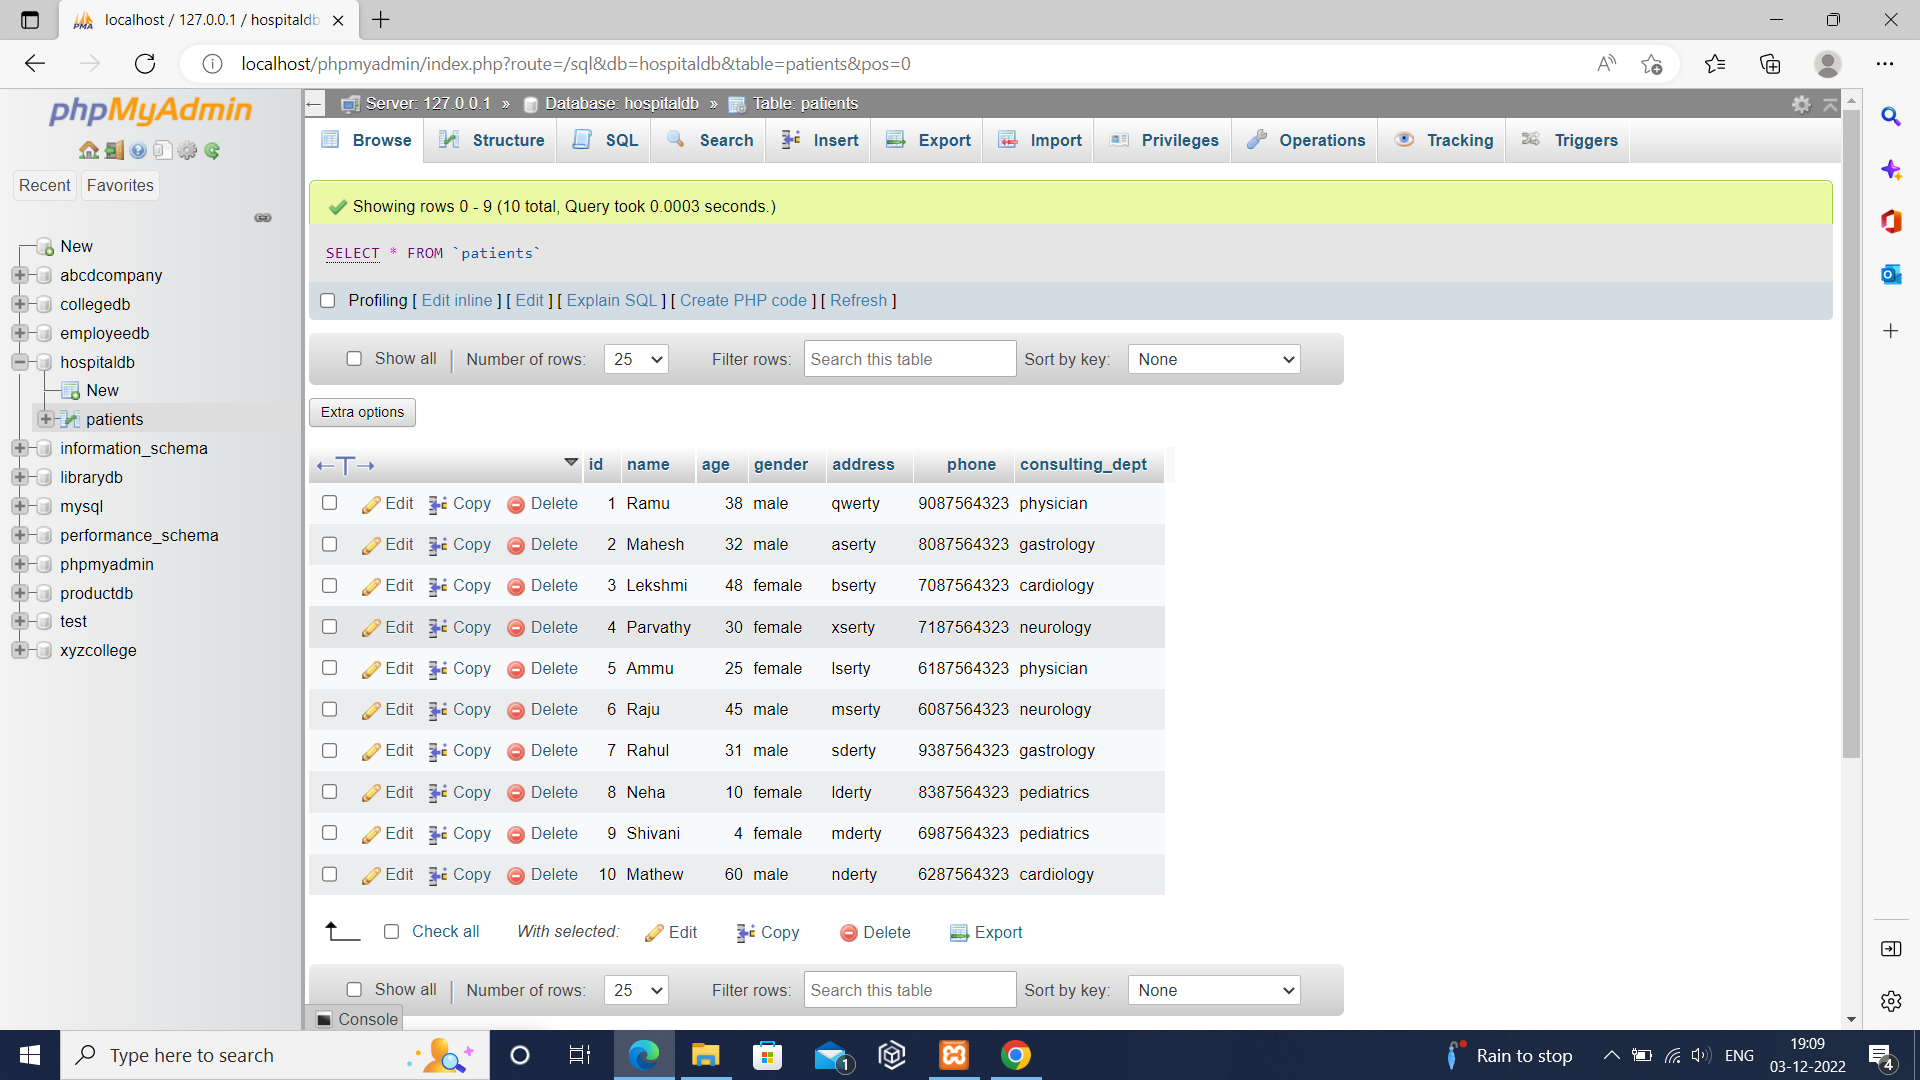 localhost / 127.0.0.1 / hospitaldb
localhost/phpmyadmin/index.php?route=/sql&db=hospitaldb&table=patients&pos=0
phpMyAdmin
Recent Favorites
New
abcdcompany
collegedb
employeedb
hospitaldb
New
patients
information_schema
librarydb
mysql
performance_schema
phpmyadmin
productdb
test
xyzcollege
Server: 127.0.0.1 » Database: hospitaldb » Table: patients
Browse Structure SQL Search Insert Export Import Privileges Operations Tracking Triggers
Showing rows 0 - 9 (10 total, Query took 0.0003 seconds.)
SELECT * FROM `patients`
Profiling [ Edit inline ] [ Edit ] [ Explain SQL ] [ Create PHP code ] [ Refresh ]
Show all Number of rows: 25 Filter rows: Search this table Sort by key: None
Extra options
←T→ id name age gender address phone consulting_dept
Edit Copy Delete 1 Ramu 38 male qwerty 9087564323 physician
Edit Copy Delete 2 Mahesh 32 male aserty 8087564323 gastrology
Edit Copy Delete 3 Lekshmi 48 female bserty 7087564323 cardiology
Edit Copy Delete 4 Parvathy 30 female xserty 7187564323 neurology
Edit Copy Delete 5 Ammu 25 female lserty 6187564323 physician
Edit Copy Delete 6 Raju 45 male mserty 6087564323 neurology
Edit Copy Delete 7 Rahul 31 male sderty 9387564323 gastrology
Edit Copy Delete 8 Neha 10 female lderty 8387564323 pediatrics
Edit Copy Delete 9 Shivani 4 female mderty 6987564323 pediatrics
Edit Copy Delete 10 Mathew 60 male nderty 6287564323 cardiology
Check all With selected: Edit Copy Delete Export
Show all Number of rows: 25 Filter rows: Search this table Sort by key: None
Console
Type here to search
1
Rain to stop
ENG
19:09
03-12-2022
4